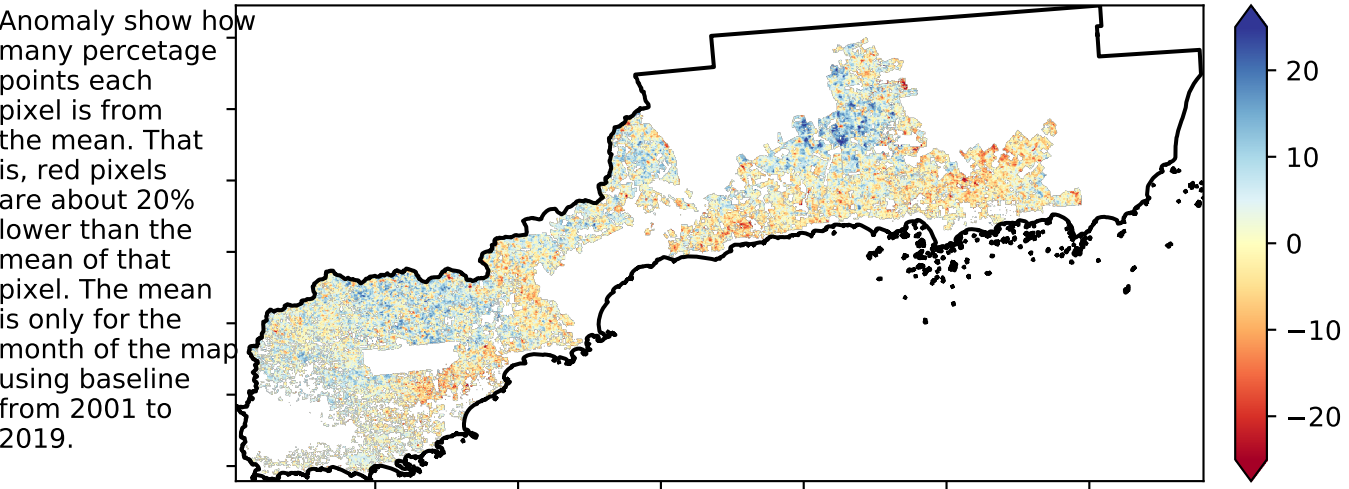 Anomaly show how
many percetage
points each
pixel is from
the mean. That
is, red pixels
are about 20%
lower than the
mean of that
pixel. The mean
is only for the
month of the map
using baseline
from 2001 to
2019.
20
10
0
−10
−20